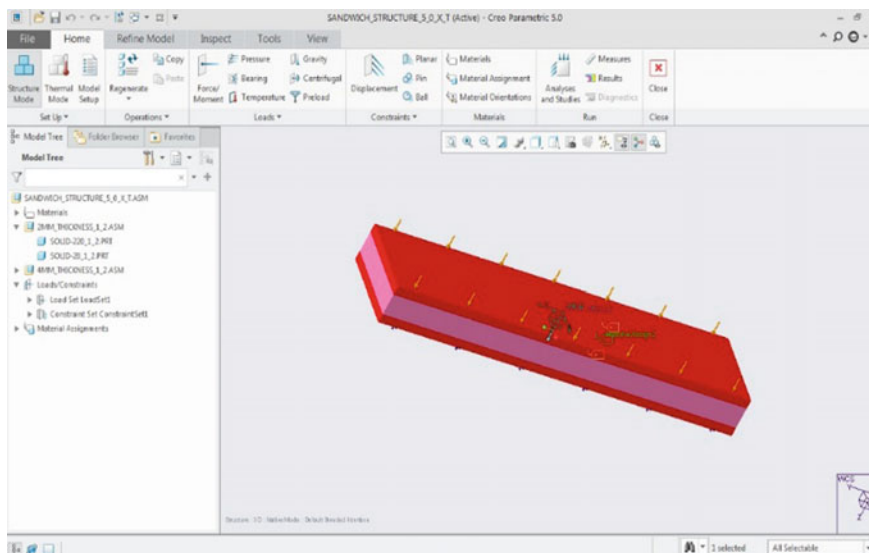 SANDWICH_STRUCTURE_5_0_X_T (Active) - Creo Parametric 5.0
File Home Refine Model Inspect Tools View
Structure Mode
Thermal Mode
Model Setup
Set Up
Regenerate
Copy
Paste
Operations
Force/Moment
Pressure
Bearing
Temperature
Gravity
Centrifugal
Preload
Loads
Displacement
Planar
Pin
Ball
Constraints
Materials
Material Assignment
Material Orientations
Materials
Analyses and Studies
Measures
Results
Diagnostics
Run
Close
Close
Model Tree Folder Browser Favorites
Model Tree
SANDWICH_STRUCTURE_5_0_X_T.ASM
Materials
2MM_THICKNESS_1_2.ASM
SOLID-220_1_2.PRT
SOLID-20_1_2.PRT
4MM_THICKNESS_1_2.ASM
Loads/Constraints
Load Set LoadSet1
Constraint Set ConstraintSet1
Material Assignments
WCS
Y
Z
1 selected
All Selectable